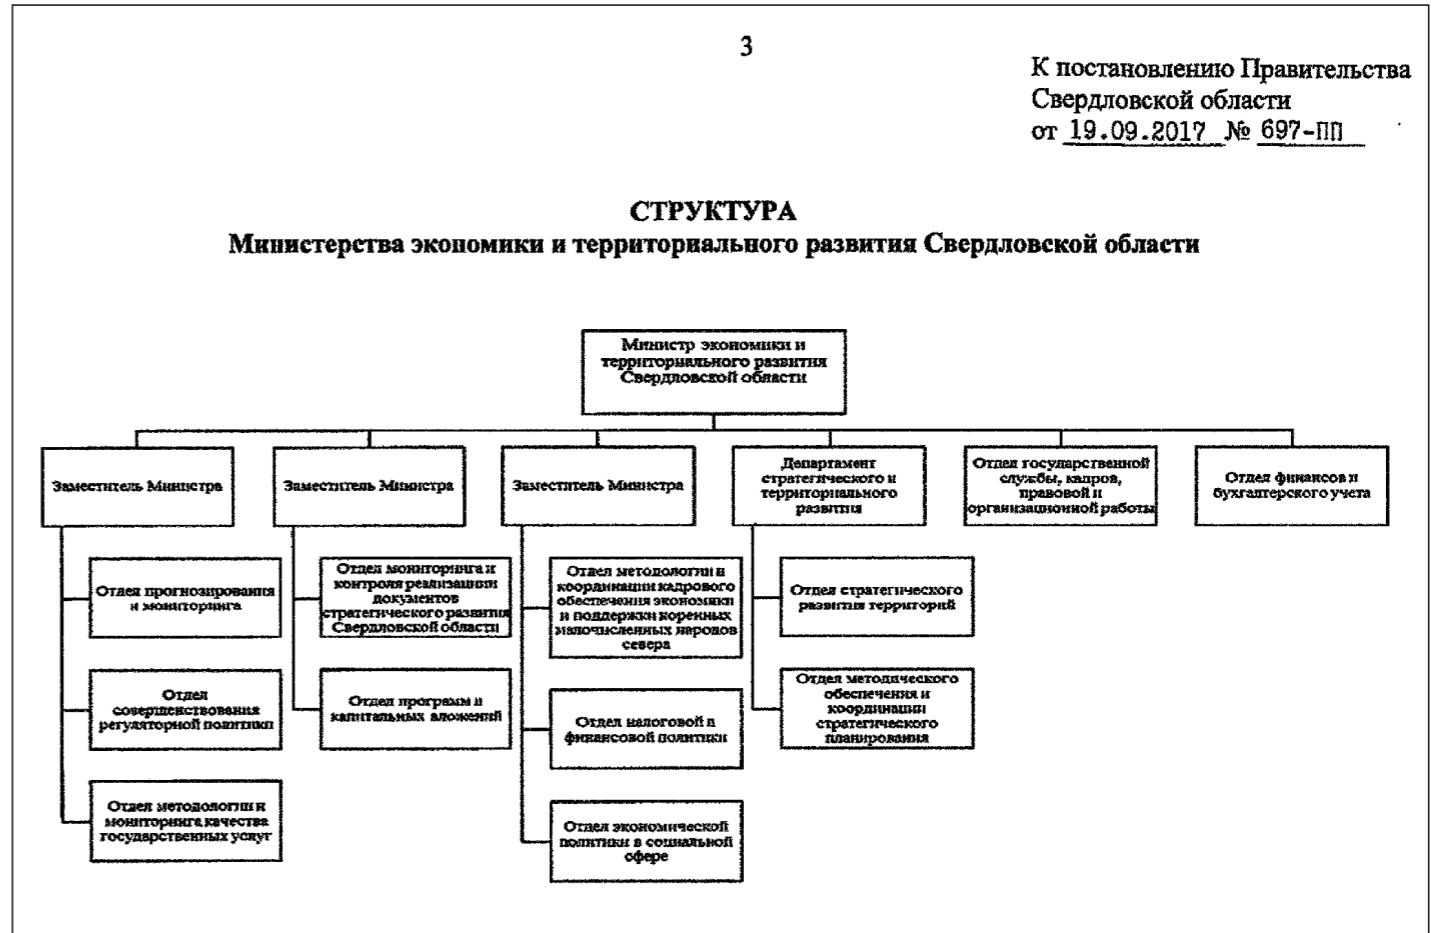 3
К постановлению Правительства
Свердловской области
от 19.09.2017 № 697-ПП
СТРУКТУРА
Министерства экономики и территориального развития Свердловской области
Министр экономики и
территориального развития
Свердловской области
Заместитель Министра
Заместитель Министра
Заместитель Министра
Департамент
стратегического и
территориального
развития
Отдел государственной
службы, кадров,
правовой и
организационной работы
Отдел финансов и
бухгалтерского учета
Отдел прогнозирования
и мониторинга
Отдел
совершенствования
регуляторной политики
Отдел методологии и
мониторинга качества
государственных услуг
Отдел мониторинга и
контроля реализации
документов
стратегического развития
Свердловской области
Отдел программ и
капитальных вложений
Отдел методологии и
координации кадрового
обеспечения экономики
и поддержки коренных
малочисленных народов
севера
Отдел налоговой и
финансовой политики
Отдел экономической
политики в социальной
сфере
Отдел стратегического
развития территорий
Отдел методического
обеспечения и
координации
стратегического
планирования